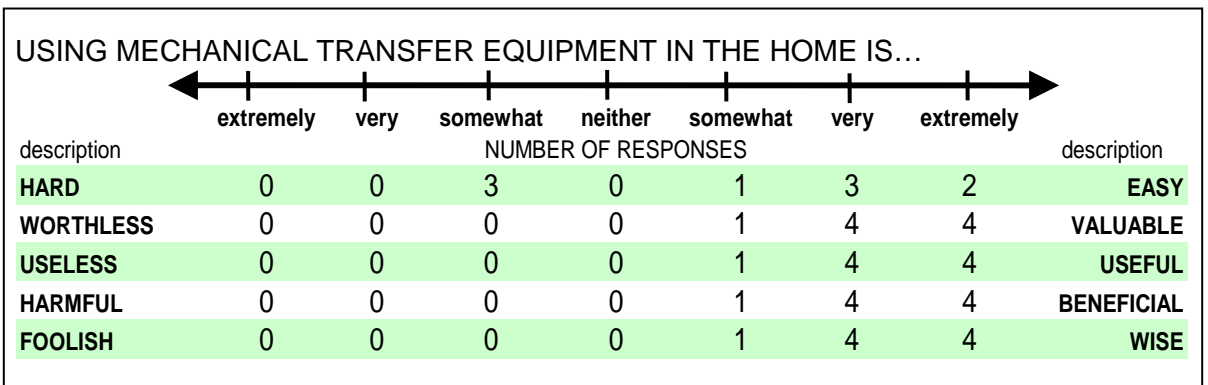 USING MECHANICAL TRANSFER EQUIPMENT IN THE HOME IS…
extremely very somewhat neither somewhat very extremely
description NUMBER OF RESPONSES description
HARD 0 0 3 0 1 3 2 EASY
WORTHLESS 0 0 0 0 1 4 4 VALUABLE
USELESS 0 0 0 0 1 4 4 USEFUL
HARMFUL 0 0 0 0 1 4 4 BENEFICIAL
FOOLISH 0 0 0 0 1 4 4 WISE